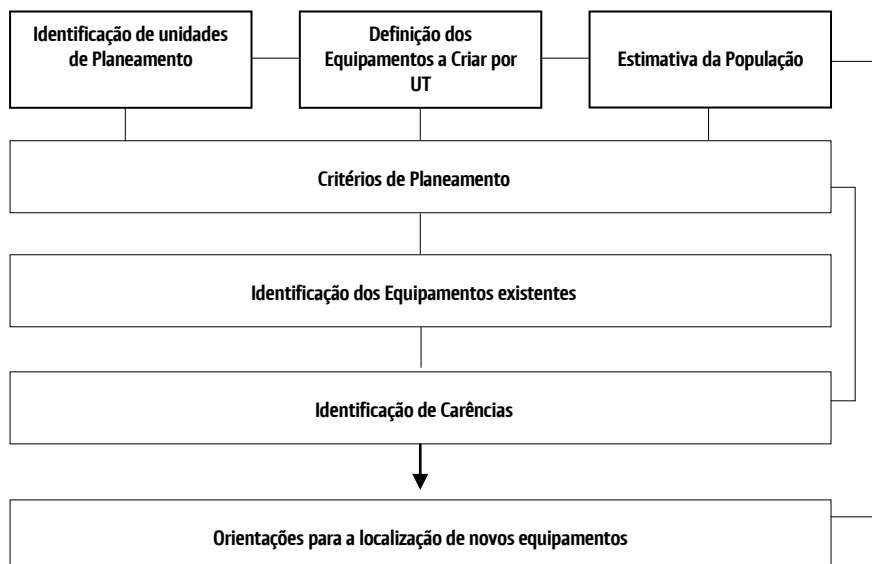 Identificação de unidades
de Planeamento
Definição dos
Equipamentos a Criar por
UT
Estimativa da População
Critérios de Planeamento
Identificação dos Equipamentos existentes
Identificação de Carências
Orientações para a localização de novos equipamentos